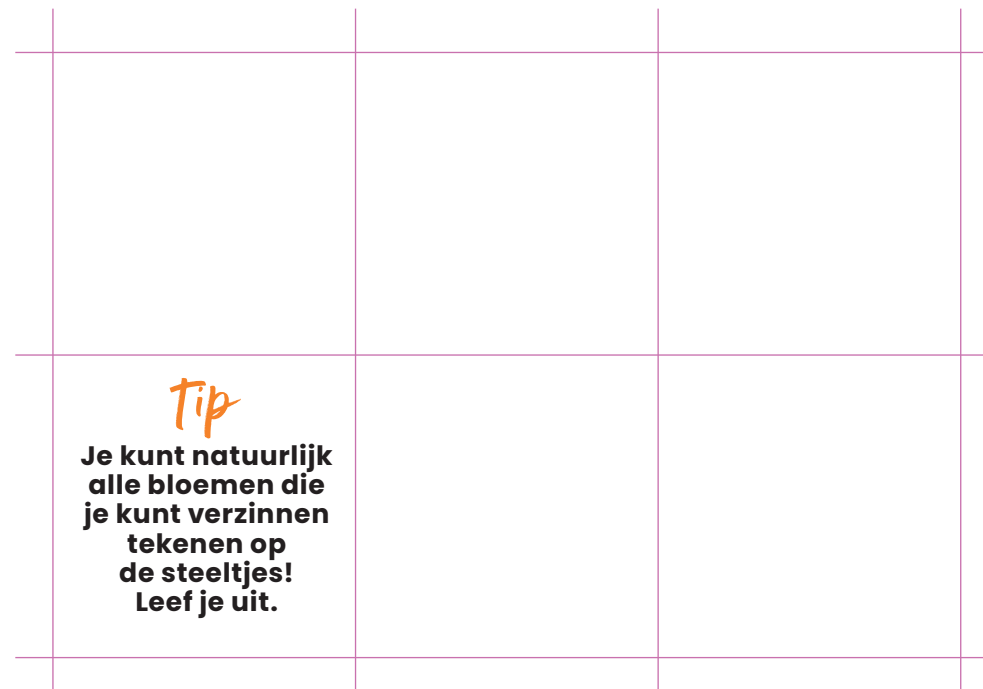 Tip
Je kunt natuurlijk
alle bloemen die
je kunt verzinnen
tekenen op
de steeltjes!
Leef je uit.